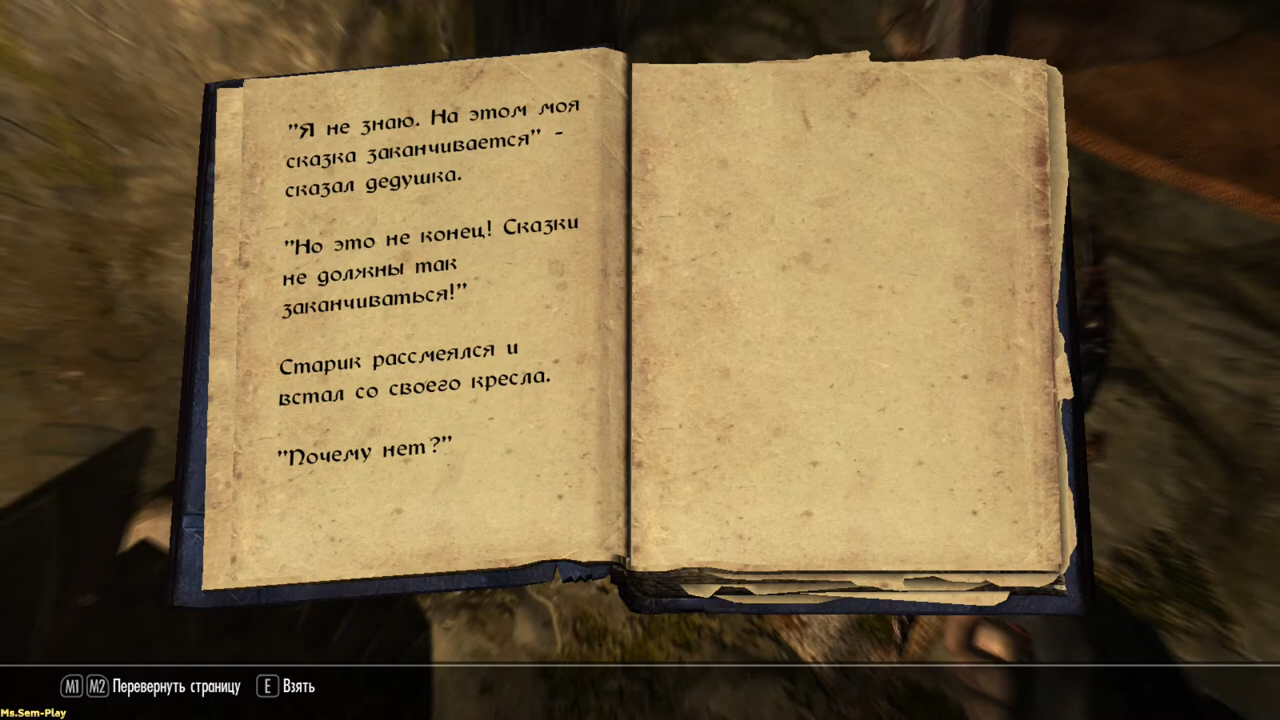 "Я не знаю. На этом моя
сказка заканчивается" -
сказал дедушка.
"Но это не конец! Сказки
не должны так
заканчиваться!"
Старик рассмеялся и
встал со своего кресла.
"Почему нет?"
M1 M2 Перевернуть страницу E Взять
Ms.Sem-Play